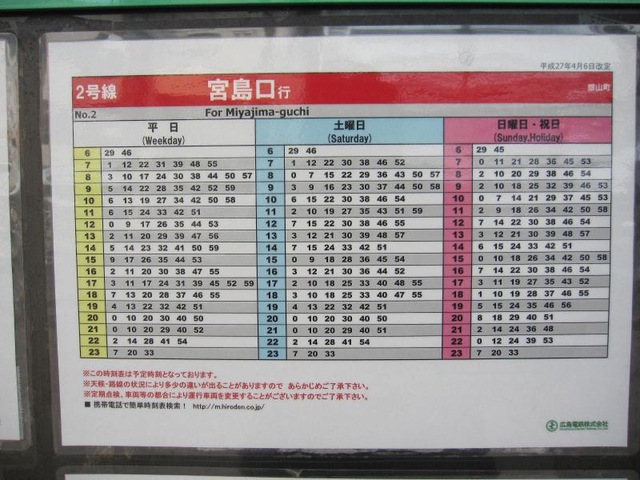 平成27年4月6日改定
2号線 宮島口行 銀山町
No.2 For Miyajima-guchi
平 日 土曜日 日曜日・祝日
(Weekday) (Saturday) (Sunday,Holiday)
6 29 46 6 29 46 6 29 45
7 1 12 22 31 39 48 55 7 1 12 22 30 38 46 52 7 0 11 21 28 36 45 53
8 3 10 17 24 30 38 44 50 57 8 0 7 15 22 29 36 43 50 57 8 2 10 20 29 38 46 54
9 5 14 22 28 35 42 52 59 9 3 9 16 23 30 37 44 50 58 9 2 10 18 25 32 39 46 53
10 6 13 19 27 34 42 50 58 10 6 15 22 30 38 46 54 10 0 7 14 21 29 37 45 53
11 6 15 24 33 42 51 11 2 10 19 27 35 43 51 59 11 2 9 18 26 34 42 50 58
12 0 9 17 26 35 44 53 12 7 15 22 30 38 46 55 12 7 14 22 30 38 46 54
13 2 11 20 29 39 47 56 13 3 12 21 30 39 48 57 13 3 12 21 30 39 48 57
14 5 14 23 32 41 50 59 14 7 15 24 33 42 51 14 6 15 24 33 42 51
15 9 17 26 35 44 53 15 0 9 18 28 36 45 54 15 0 10 18 26 34 42 50 58
16 2 11 20 30 38 47 55 16 3 12 21 36 44 52 16 7 14 22 30 38 46 54
17 3 11 17 24 31 39 45 52 59 17 2 10 18 25 33 40 48 55 17 3 11 19 27 35 43 52
18 7 13 20 28 37 46 55 18 3 10 18 25 33 40 47 55 18 1 10 19 28 37 46 55
19 4 13 22 32 42 51 19 4 13 22 32 42 51 19 5 15 24 35 46 56
20 0 10 20 30 40 50 20 0 10 20 30 40 50 20 8 18 29 40 51
21 0 10 20 29 40 52 21 0 10 20 29 40 51 21 2 14 24 36 48
22 2 14 28 41 54 22 2 14 28 41 54 22 0 12 24 39 53
23 7 20 33 23 7 20 33 23 7 20 33
※この時刻表は予定時刻となっております。
※天候・路線の状況により多少の違いが出ることがありますので あらかじめご了承下さい。
※定期点検、車両等の都合により運行車両を変更することがございますのでご了承下さい。
■ 携帯電話で簡単時刻表検索! http://m.hiroden.co.jp/
広島電鉄株式会社